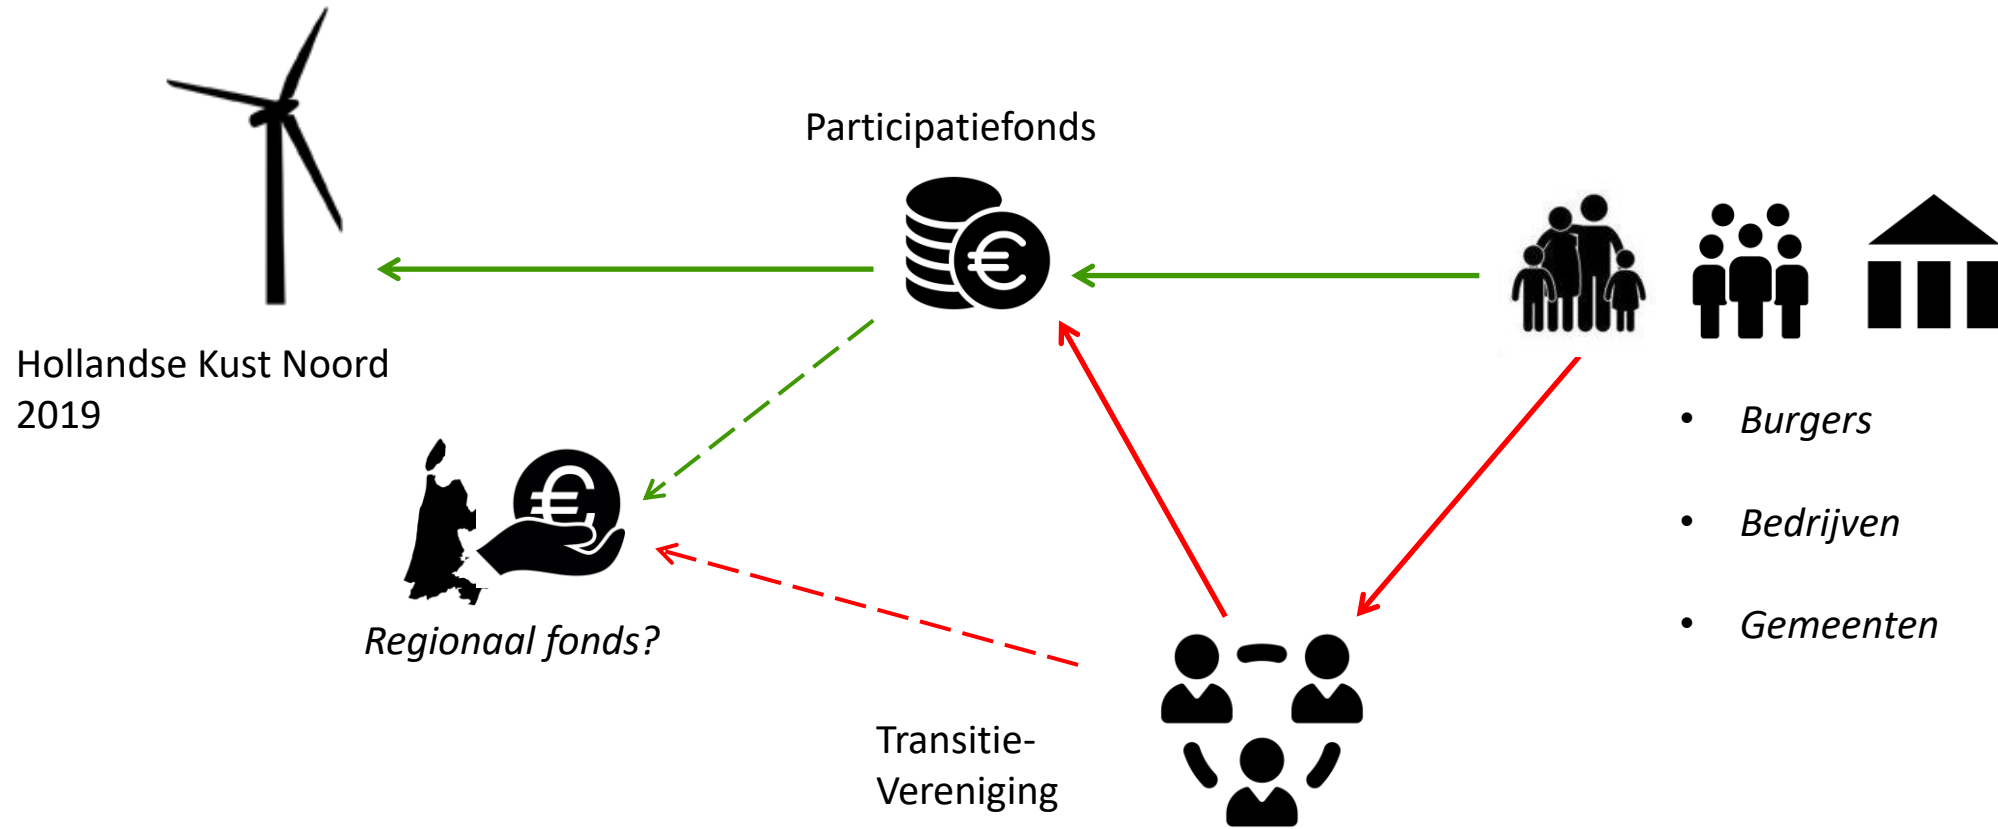 Participatiefonds
Hollandse Kust Noord
2019
• Burgers
• Bedrijven
• Gemeenten
Regionaal fonds?
Transitie-
Vereniging